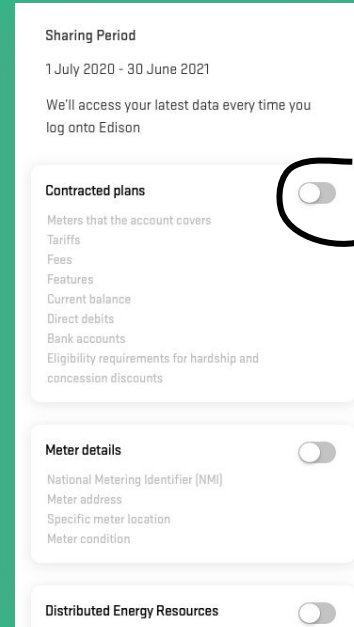 Sharing Period
1 July 2020 - 30 June 2021
We'll access your latest data every time you
log onto Edison
Contracted plans
Meters that the account covers
Tariffs
Fees
Features
Current balance
Direct debits
Bank accounts
Eligibility requirements for hardship and
concession discounts
Meter details
National Metering Identifier (NMI)
Meter address
Specific meter location
Meter condition
Distributed Energy Resources